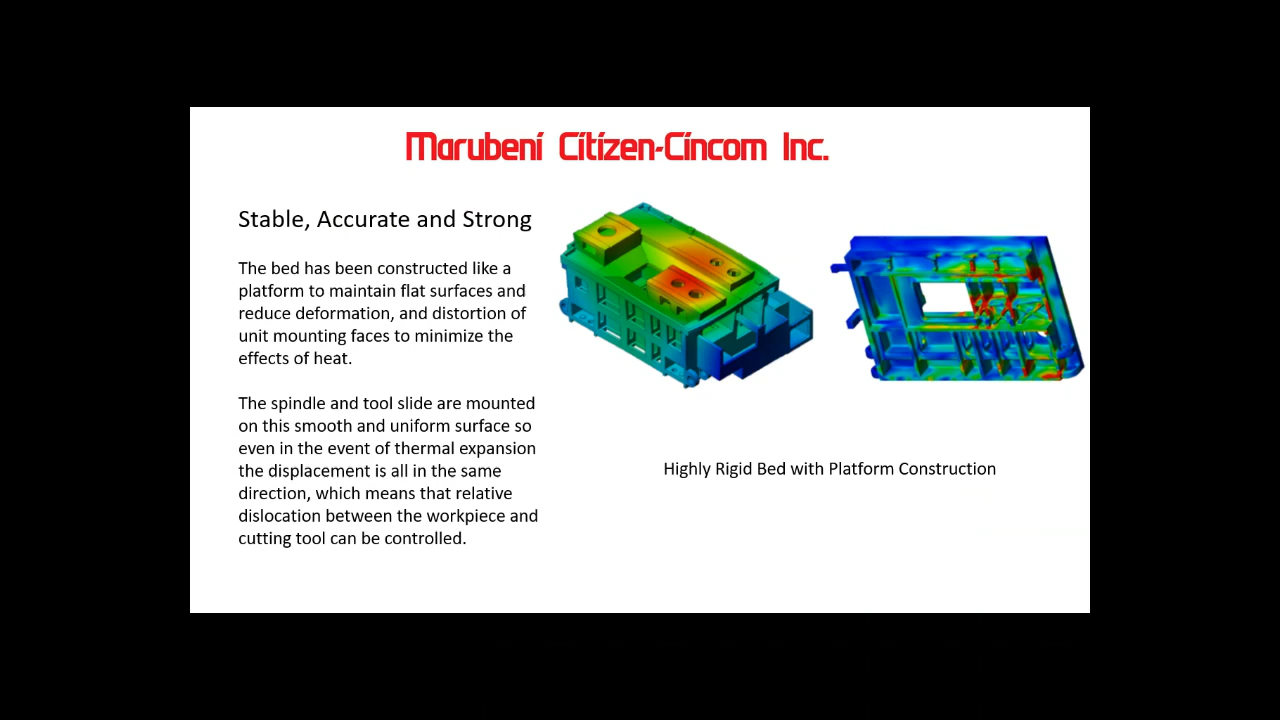 Marubeni Citizen-Cincom Inc.
Stable, Accurate and Strong
The bed has been constructed like a
platform to maintain flat surfaces and
reduce deformation, and distortion of
unit mounting faces to minimize the
effects of heat.
The spindle and tool slide are mounted
on this smooth and uniform surface so
even in the event of thermal expansion
the displacement is all in the same
direction, which means that relative
dislocation between the workpiece and
cutting tool can be controlled.
Highly Rigid Bed with Platform Construction